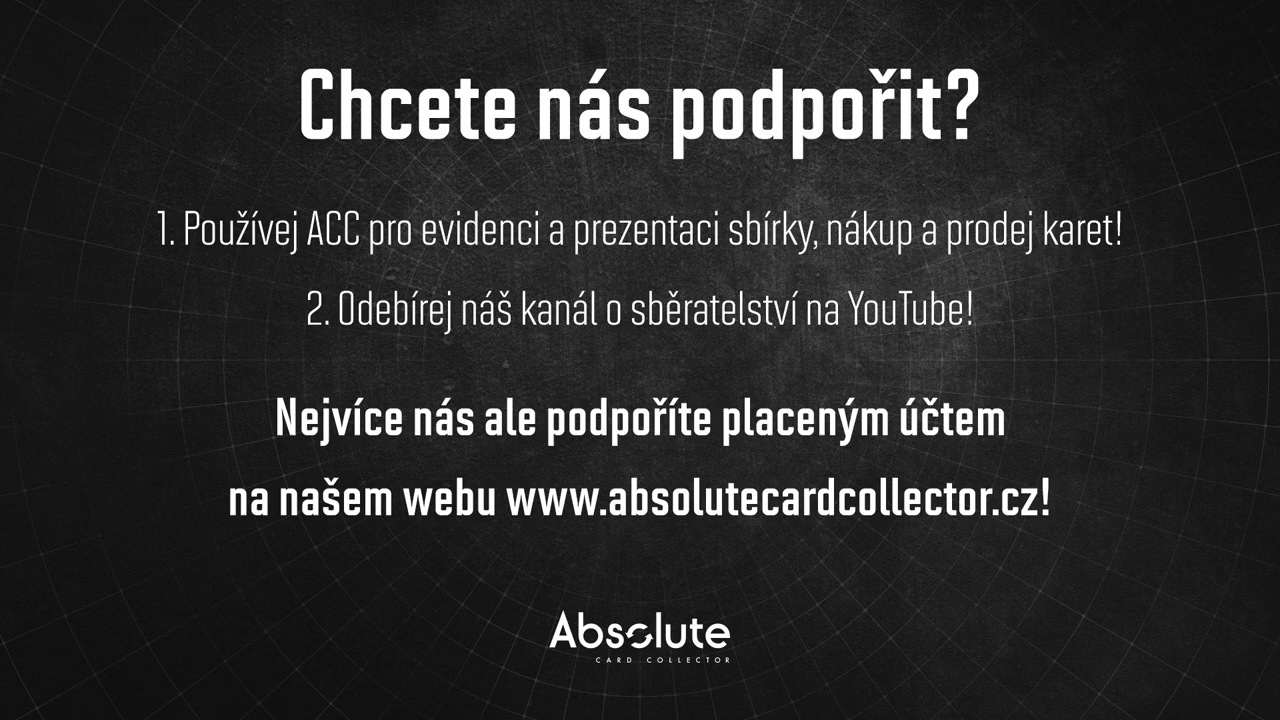 Chcete nás podpořit?
1. Používej ACC pro evidenci a prezentaci sbírky, nákup a prodej karet!
2. Odebírej náš kanál o sběratelství na YouTube!
Nejvíce nás ale podpoříte placeným účtem
na našem webu www.absolutecardcollector.cz!
Absolute
CARD COLLECTOR